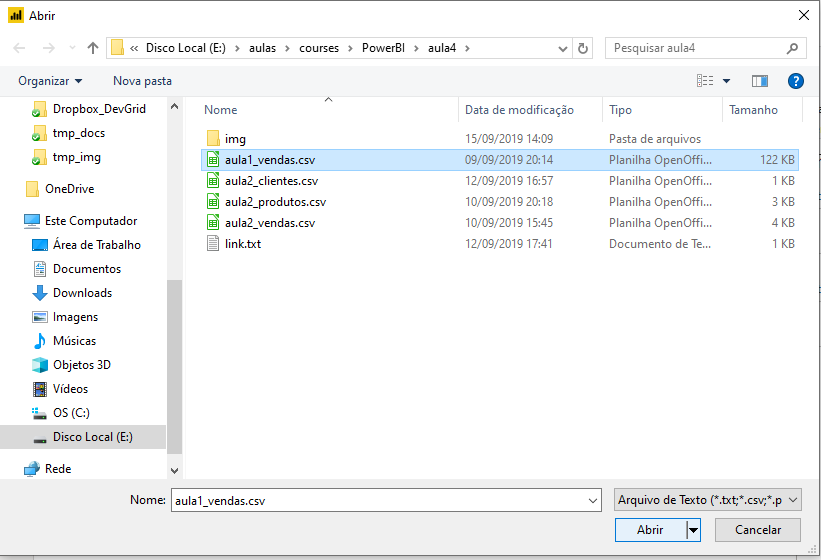 Abrir
« Disco Local (E:) › aulas › courses › PowerBI › aula4 ›
Pesquisar aula4
Organizar
Nova pasta
Dropbox_DevGrid
tmp_docs
tmp_img
OneDrive
Este Computador
Área de Trabalho
Documentos
Downloads
Imagens
Músicas
Objetos 3D
Vídeos
OS (C:)
Disco Local (E:)
Rede
Nome Data de modificação Tipo Tamanho
img 15/09/2019 14:09 Pasta de arquivos
aula1_vendas.csv 09/09/2019 20:14 Planilha OpenOffi... 122 KB
aula2_clientes.csv 12/09/2019 16:57 Planilha OpenOffi... 1 KB
aula2_produtos.csv 10/09/2019 20:18 Planilha OpenOffi... 3 KB
aula2_vendas.csv 10/09/2019 15:45 Planilha OpenOffi... 4 KB
link.txt 12/09/2019 17:41 Documento de Te... 1 KB
Nome: aula1_vendas.csv
Arquivo de Texto (*.txt;*.csv;*.p
Abrir
Cancelar